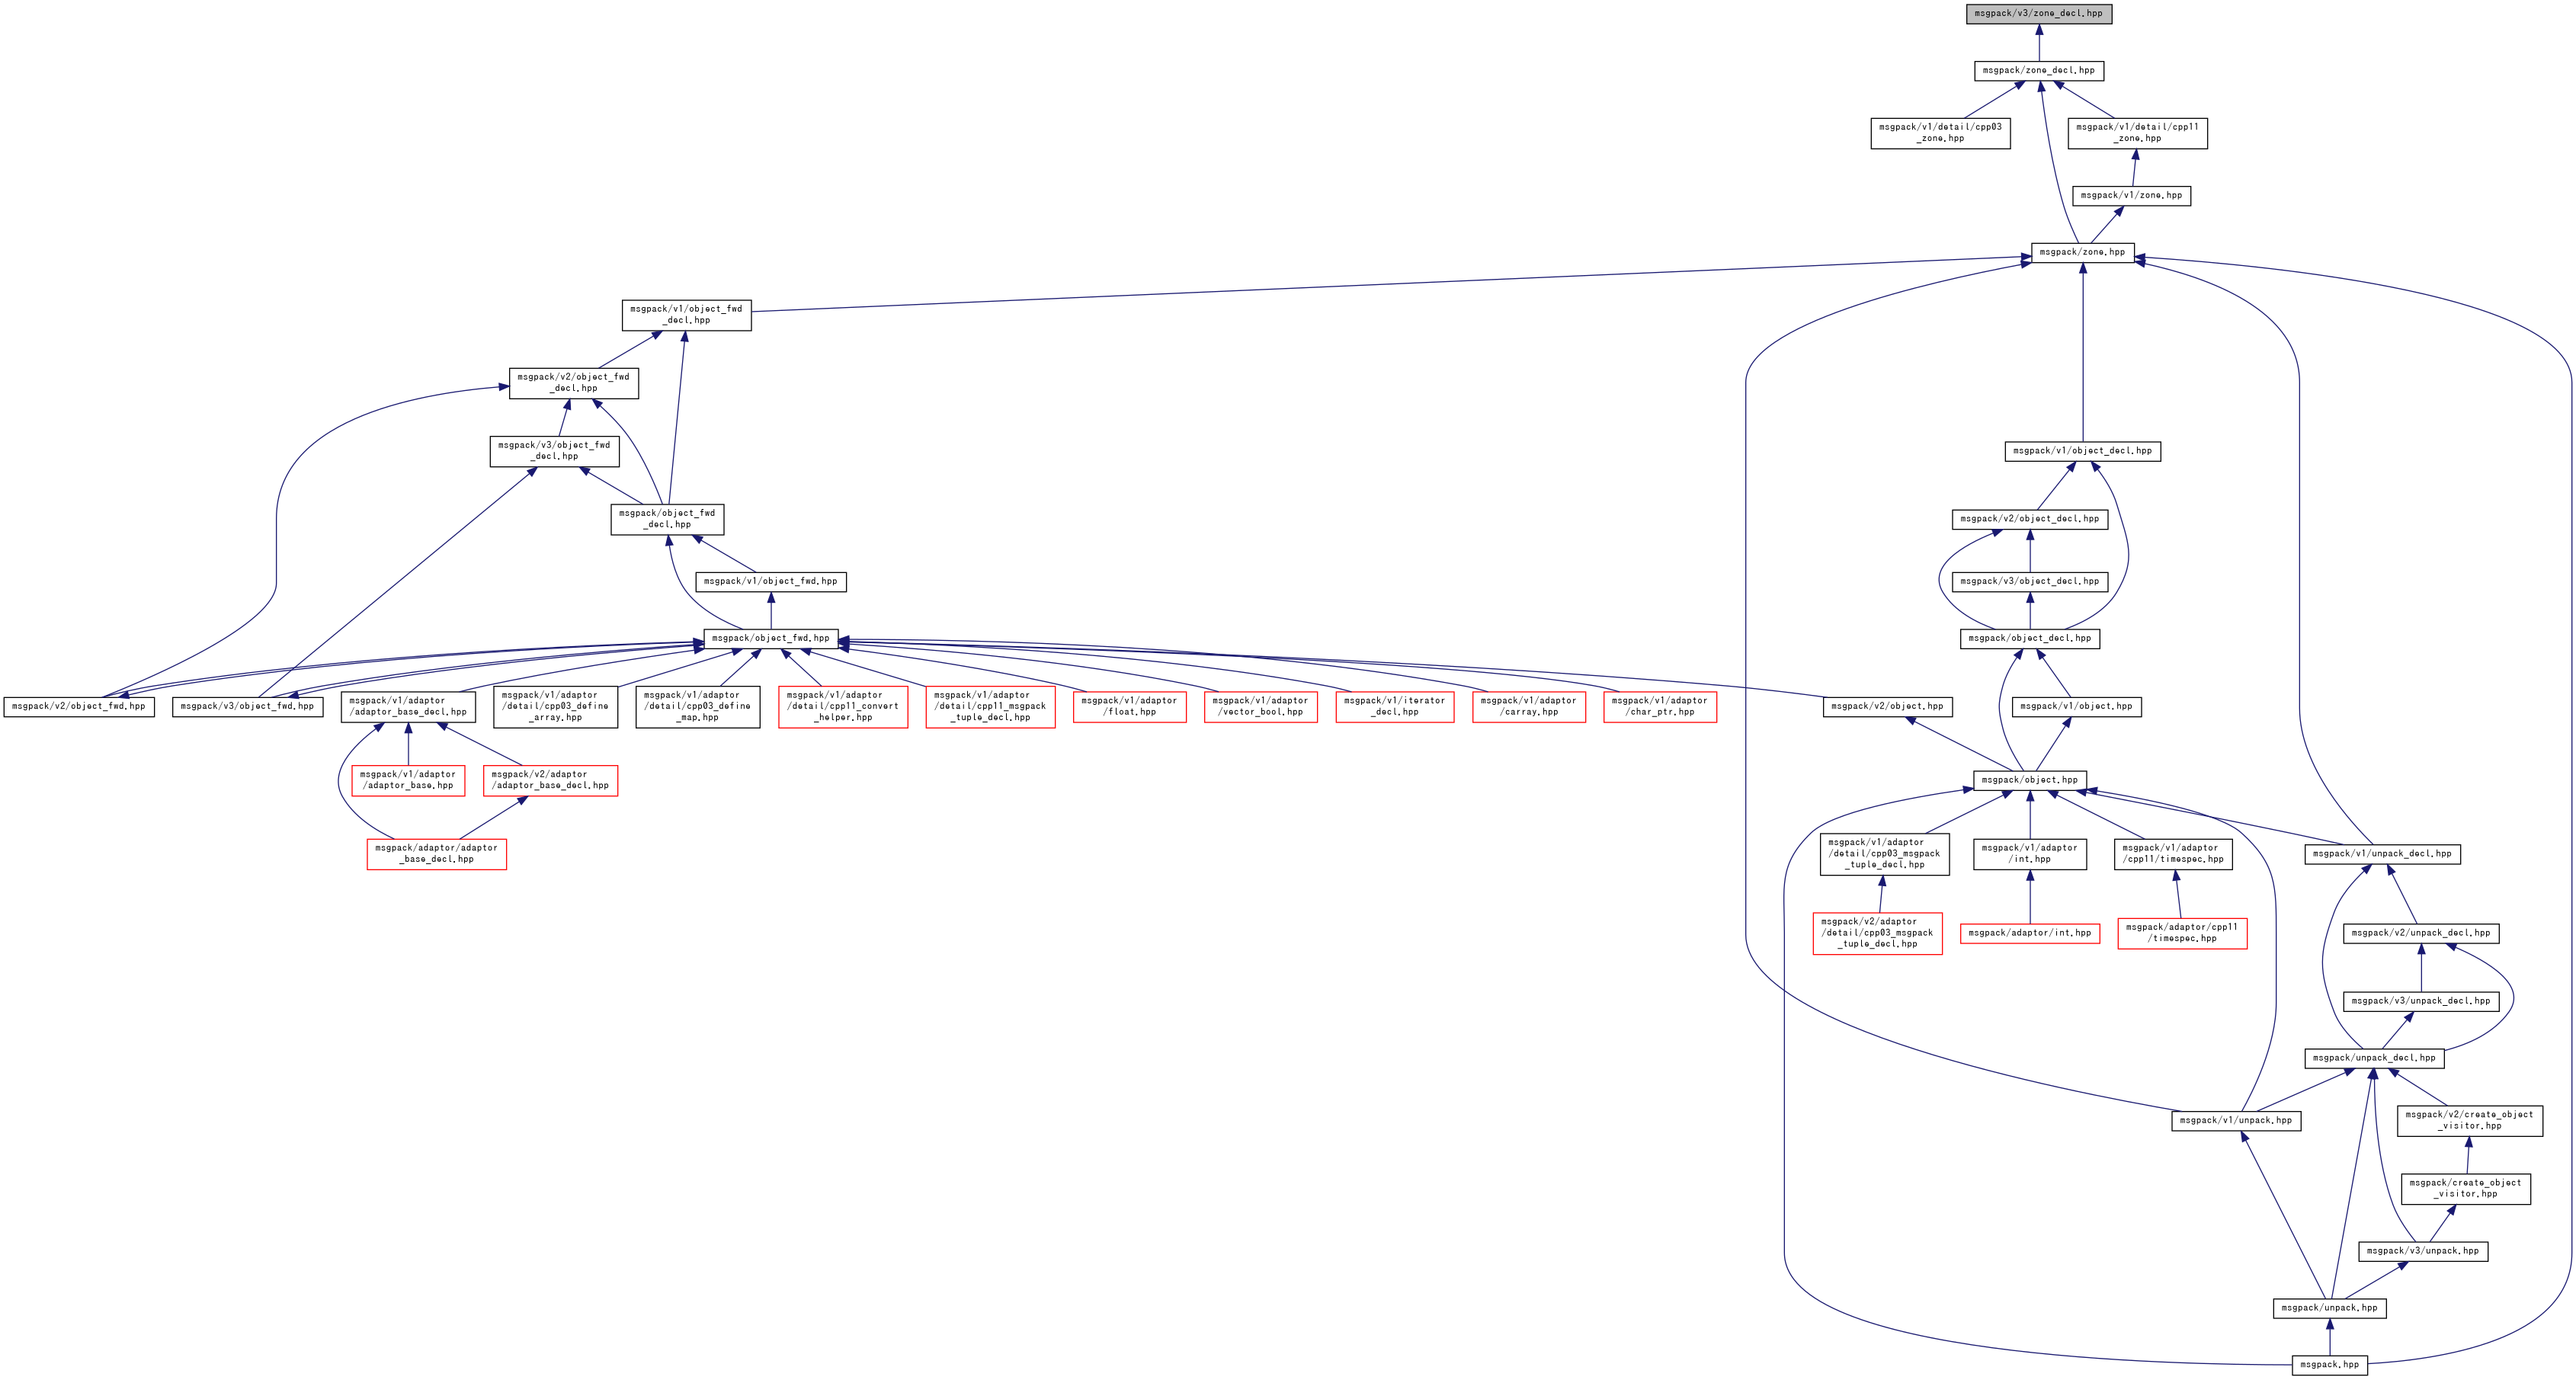 msgpack/v3/zone_decl.hpp
msgpack/zone_decl.hpp
msgpack/v1/detail/cpp03
_zone.hpp
msgpack/v1/detail/cpp11
_zone.hpp
msgpack/v1/zone.hpp
msgpack/zone.hpp
msgpack/v1/object_fwd
_decl.hpp
msgpack/v2/object_fwd
_decl.hpp
msgpack/v3/object_fwd
_decl.hpp
msgpack/v1/object_decl.hpp
msgpack/object_fwd
_decl.hpp
msgpack/v2/object_decl.hpp
msgpack/v1/object_fwd.hpp
msgpack/v3/object_decl.hpp
msgpack/object_fwd.hpp
msgpack/object_decl.hpp
msgpack/v2/object_fwd.hpp
msgpack/v3/object_fwd.hpp
msgpack/v1/adaptor
/adaptor_base_decl.hpp
msgpack/v1/adaptor
/detail/cpp03_define
_array.hpp
msgpack/v1/adaptor
/detail/cpp03_define
_map.hpp
msgpack/v1/adaptor
/detail/cpp11_convert
_helper.hpp
msgpack/v1/adaptor
/detail/cpp11_msgpack
_tuple_decl.hpp
msgpack/v1/adaptor
/float.hpp
msgpack/v1/adaptor
/vector_bool.hpp
msgpack/v1/iterator
_decl.hpp
msgpack/v1/adaptor
/carray.hpp
msgpack/v1/adaptor
/char_ptr.hpp
msgpack/v2/object.hpp
msgpack/v1/object.hpp
msgpack/v1/adaptor
/adaptor_base.hpp
msgpack/v2/adaptor
/adaptor_base_decl.hpp
msgpack/object.hpp
msgpack/adaptor/adaptor
_base_decl.hpp
msgpack/v1/adaptor
/detail/cpp03_msgpack
_tuple_decl.hpp
msgpack/v1/adaptor
/int.hpp
msgpack/v1/adaptor
/cpp11/timespec.hpp
msgpack/v1/unpack_decl.hpp
msgpack/v2/adaptor
/detail/cpp03_msgpack
_tuple_decl.hpp
msgpack/adaptor/int.hpp
msgpack/adaptor/cpp11
/timespec.hpp
msgpack/v2/unpack_decl.hpp
msgpack/v3/unpack_decl.hpp
msgpack/unpack_decl.hpp
msgpack/v1/unpack.hpp
msgpack/v2/create_object
_visitor.hpp
msgpack/create_object
_visitor.hpp
msgpack/v3/unpack.hpp
msgpack/unpack.hpp
msgpack.hpp